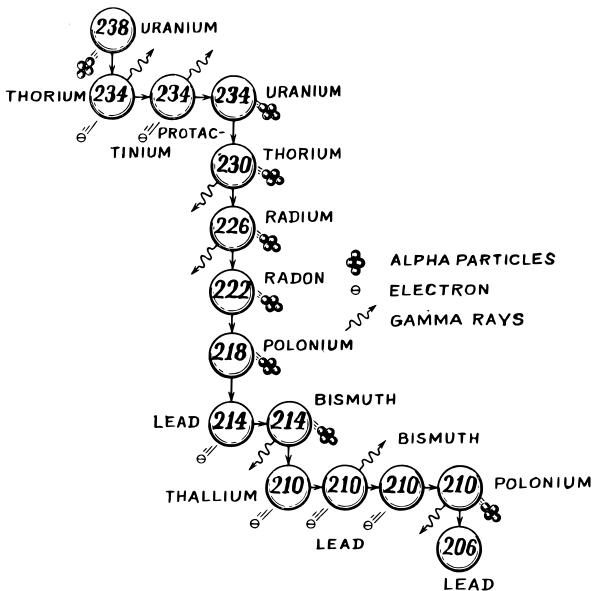 238 URANIUM
THORIUM 234 234 234 URANIUM
PROTAC-
TINIUM
230 THORIUM
226 RADIUM
222 RADON
ALPHA PARTICLES
ELECTRON
GAMMA RAYS
218 POLONIUM
LEAD 214 214 BISMUTH
THALLIUM 210 210 210 210 POLONIUM
BISMUTH
LEAD
206
LEAD